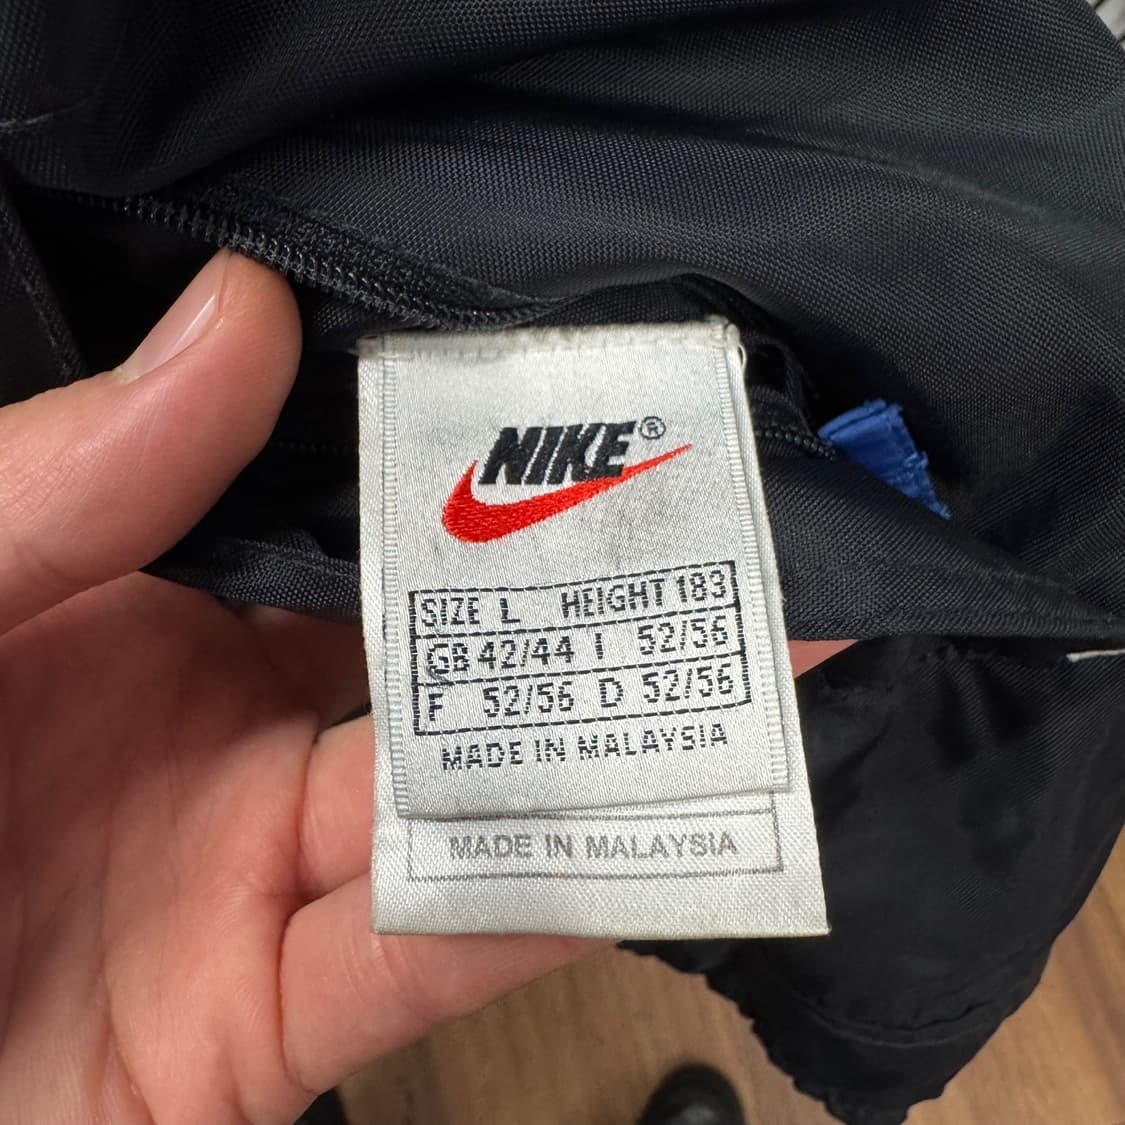 NIKE®
SIZE L HEIGHT 183
GB 42/44 I 52/56
F 52/56 D 52/56
MADE IN MALAYSIA
MADE IN MALAYSIA